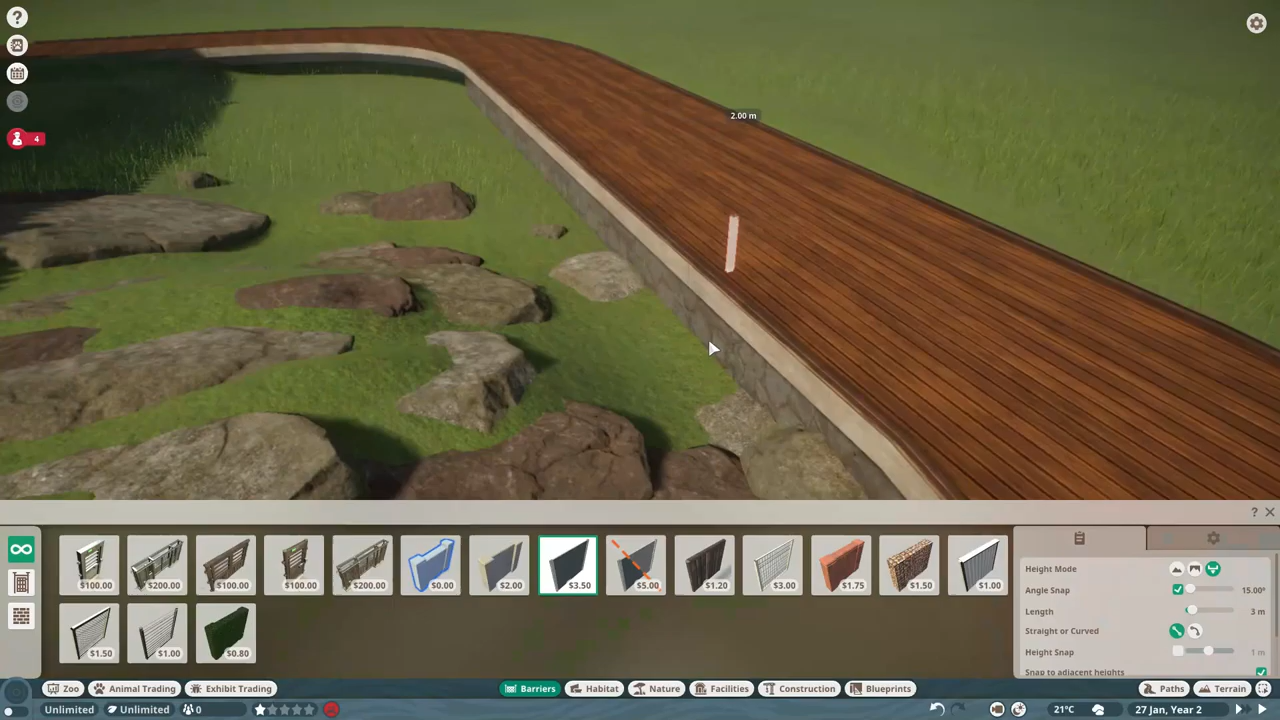 ?
4
2.00 m
?
$100.00
$200.00
$100.00
$100.00
$200.00
$0.00
$2.00
$3.50
$5.00
$1.20
$3.00
$1.75
$1.50
$1.00
$1.50
$1.00
$0.80
Height Mode
Angle Snap
15.00°
Length
3 m
Straight or Curved
Height Snap
1 m
Snap to adjacent heights
Zoo
Animal Trading
Exhibit Trading
Barriers
Habitat
Nature
Facilities
Construction
Blueprints
Paths
Terrain
Unlimited
Unlimited
0
21°C
27 Jan, Year 2